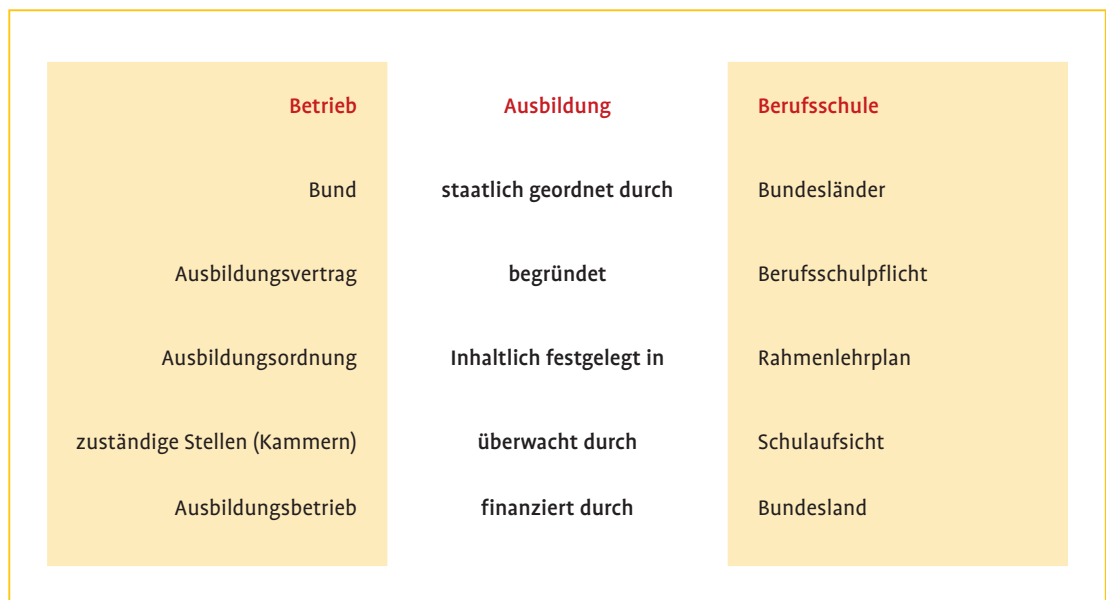 Betrieb Ausbildung Berufsschule
Bund staatlich geordnet durch Bundesländer
Ausbildungsvertrag begründet Berufsschulpflicht
Ausbildungsordnung Inhaltlich festgelegt in Rahmenlehrplan
zuständige Stellen (Kammern) überwacht durch Schulaufsicht
Ausbildungsbetrieb finanziert durch Bundesland